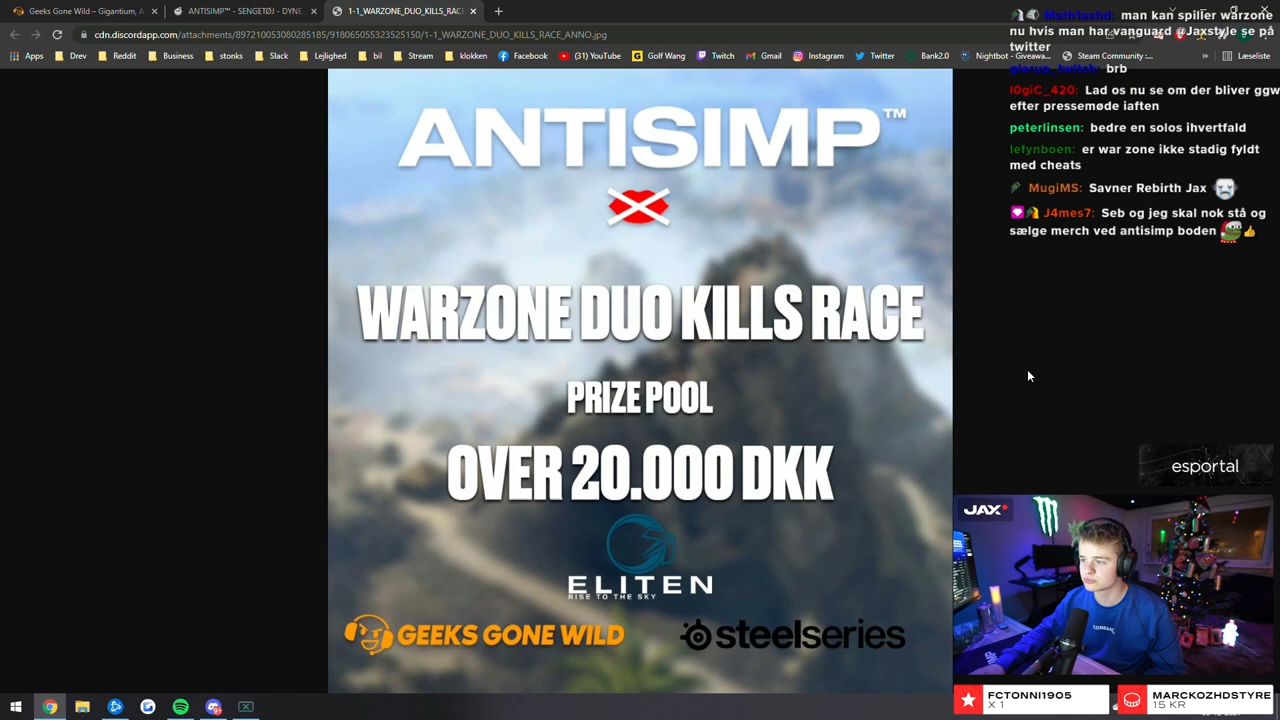 Geeks Gone Wild – Gigantium, A
ANTISIMP™ - SENGETØJ - DYNE
1-1_WARZONE_DUO_KILLS_RAC
cdn.discordapp.com/attachments/897210053080285185/918065055323525150/1-1_WARZONE_DUO_KILLS_RACE_ANNO.jpg
Apps Drev Reddit Business stonks Slack Lejlighed bil Stream klokken Facebook (31) YouTube Golf Wang Twitch Gmail Instagram Twitter Bank2.0 Nightbot - Giveawa... Steam Community :... » Læseliste
man kan spiller warzone
nu hvis man har vanguard @Jaxstyle se på
twitter
brb
l0giC_420: Lad os nu se om der bliver ggw
efter pressemøde iaften
peterlinsen: bedre en solos ihvertfald
lefynboen: er war zone ikke stadig fyldt
med cheats
MugiMS: Savner Rebirth Jax
J4mes7: Seb og jeg skal nok stå og
sælge merch ved antisimp boden
ANTISIMP™
WARZONE DUO KILLS RACE
PRIZE POOL
OVER 20.000 DKK
ELITEN
RISE TO THE SKY
GEEKS GONE WILD
steelseries
esportal
JAX
FCTONNI1905
X 1
MARCKOZHDSTYRE
15 KR